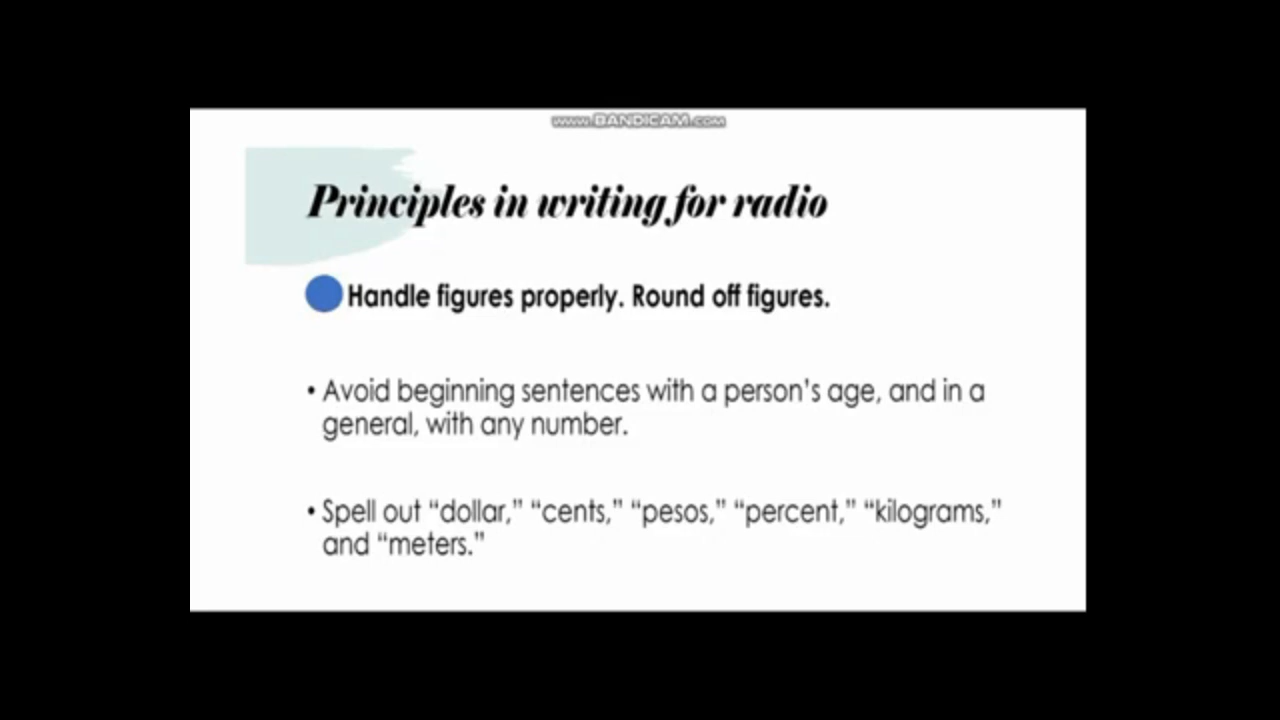 www.BANDICAM.com
Principles in writing for radio
Handle figures properly. Round off figures.
• Avoid beginning sentences with a person's age, and in a
general, with any number.
• Spell out “dollar,” “cents,” “pesos,” “percent,” “kilograms,”
and “meters.”